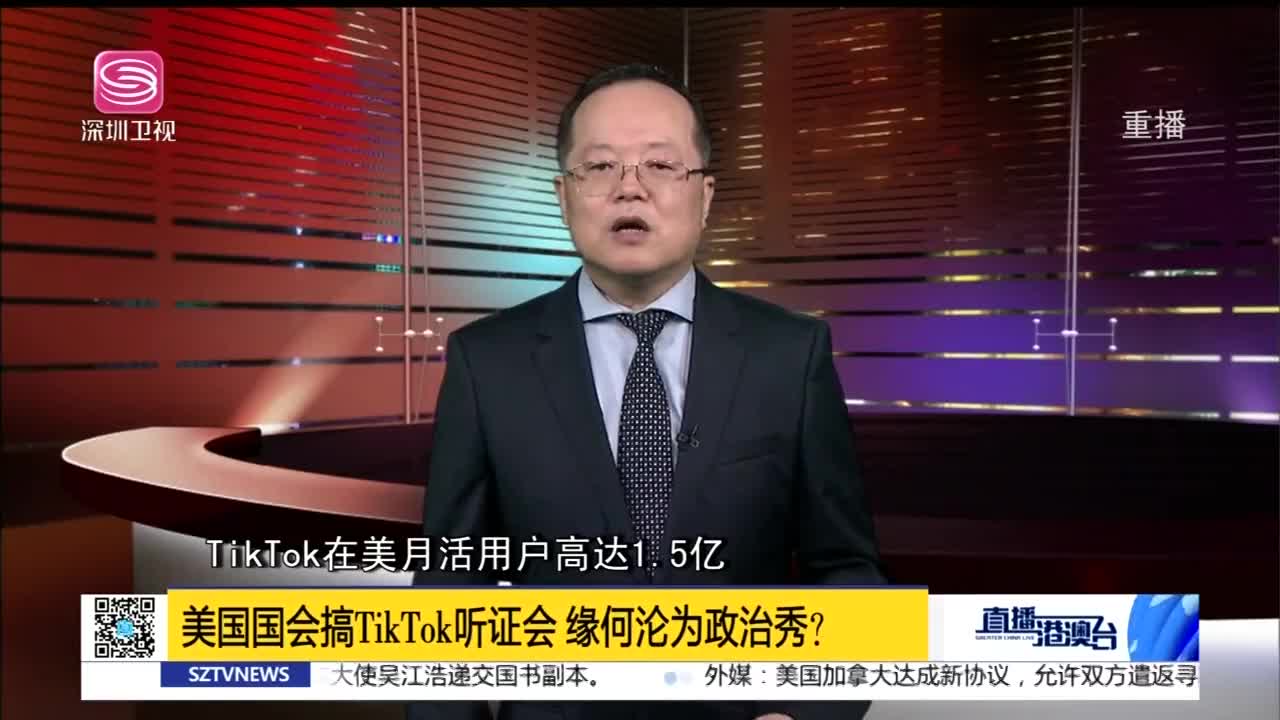 深圳卫视
重播
TikTok在美月活用户高达1.5亿
美国国会搞TikTok听证会 缘何沦为政治秀?
直播港澳台
GREATER CHINA LIVE
SZTVNEWS
大使吴江浩递交国书副本。
外媒：美国加拿大达成新协议，允许双方遣返寻